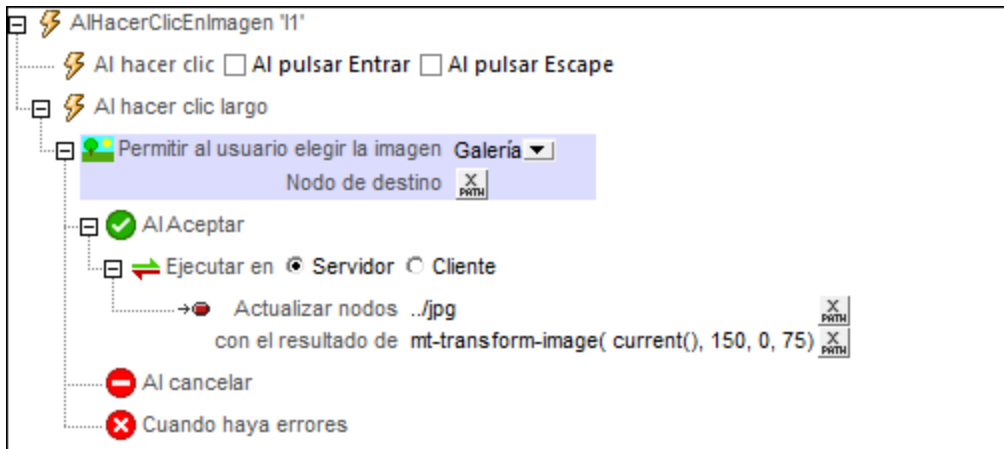 AlHacerClicEnImagen 'I1'
Al hacer clic Al pulsar Entrar Al pulsar Escape
Al hacer clic largo
Permitir al usuario elegir la imagen Galería
Nodo de destino X PATH
Al Aceptar
Ejecutar en Servidor Cliente
Actualizar nodos ../jpg X PATH
con el resultado de mt-transform-image( current(), 150, 0, 75) X PATH
Al cancelar
Cuando haya errores